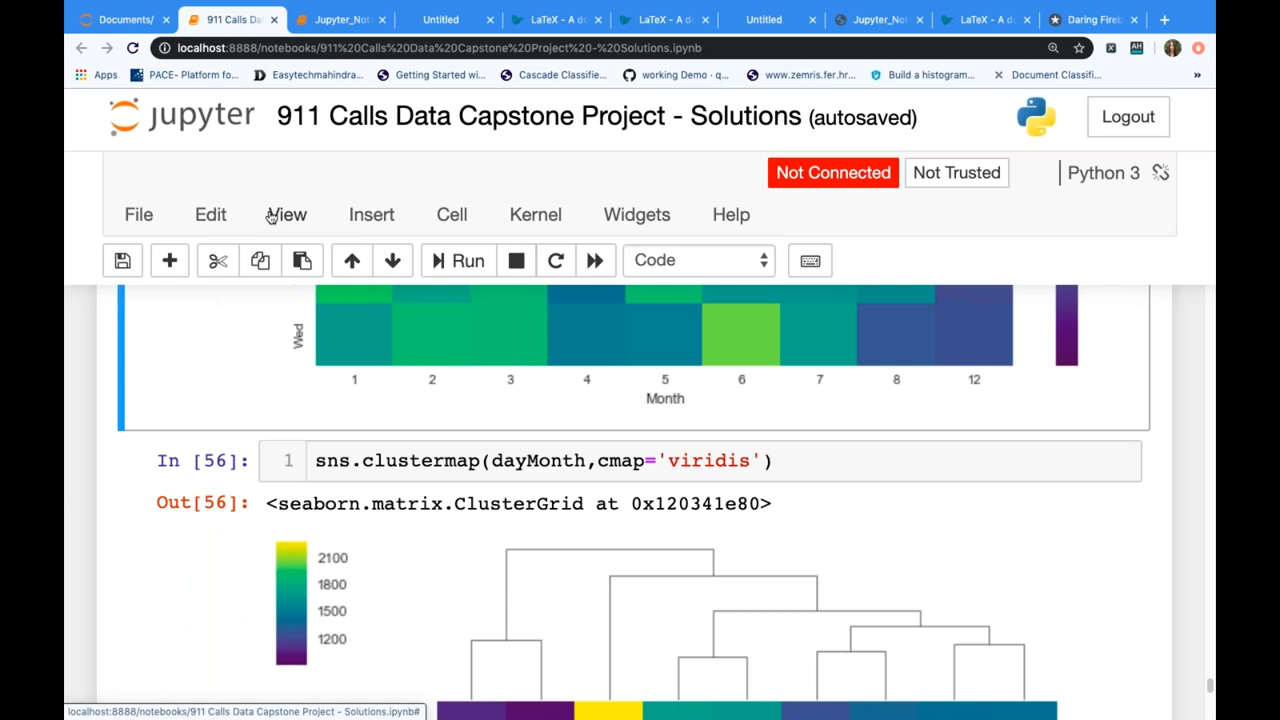 Documents/ 911 Calls Da Jupyter_Not Untitled LaTeX - A do LaTeX - A do Untitled Jupyter_Not LaTeX - A do Daring Fireb
localhost:8888/notebooks/911%20Calls%20Data%20Capstone%20Project%20-%20Solutions.ipynb
Apps PACE- Platform fo... Easytechmahindra... Getting Started wi... Cascade Classifie... working Demo · q... www.zemris.fer.hr... Build a histogram... Document Classifi... »
jupyter 911 Calls Data Capstone Project - Solutions (autosaved) Logout
Not Connected Not Trusted Python 3
File Edit View Insert Cell Kernel Widgets Help
Run Code
Wed
1 2 3 4 5 6 7 8 12
Month
In [56]: 1 sns.clustermap(dayMonth,cmap='viridis')
Out[56]: <seaborn.matrix.ClusterGrid at 0x120341e80>
2100
1800
1500
1200
localhost:8888/notebooks/911 Calls Data Capstone Project - Solutions.ipynb#